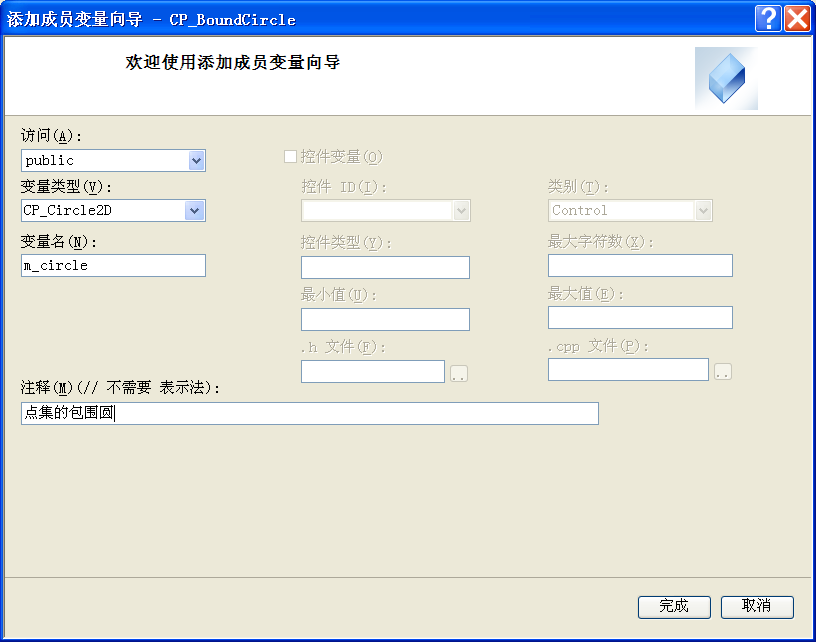 添加成员变量向导 - CP_BoundCircle
欢迎使用添加成员变量向导
访问(A):
public
控件变量(O)
变量类型(V):
控件 ID(I):
类别(T):
CP_Circle2D
Control
变量名(N):
控件类型(Y):
最大字符数(X):
m_circle
最小值(U):
最大值(E):
.h 文件(F):
.cpp 文件(P):
..
..
注释(M)(// 不需要 表示法):
点集的包围圆
完成
取消